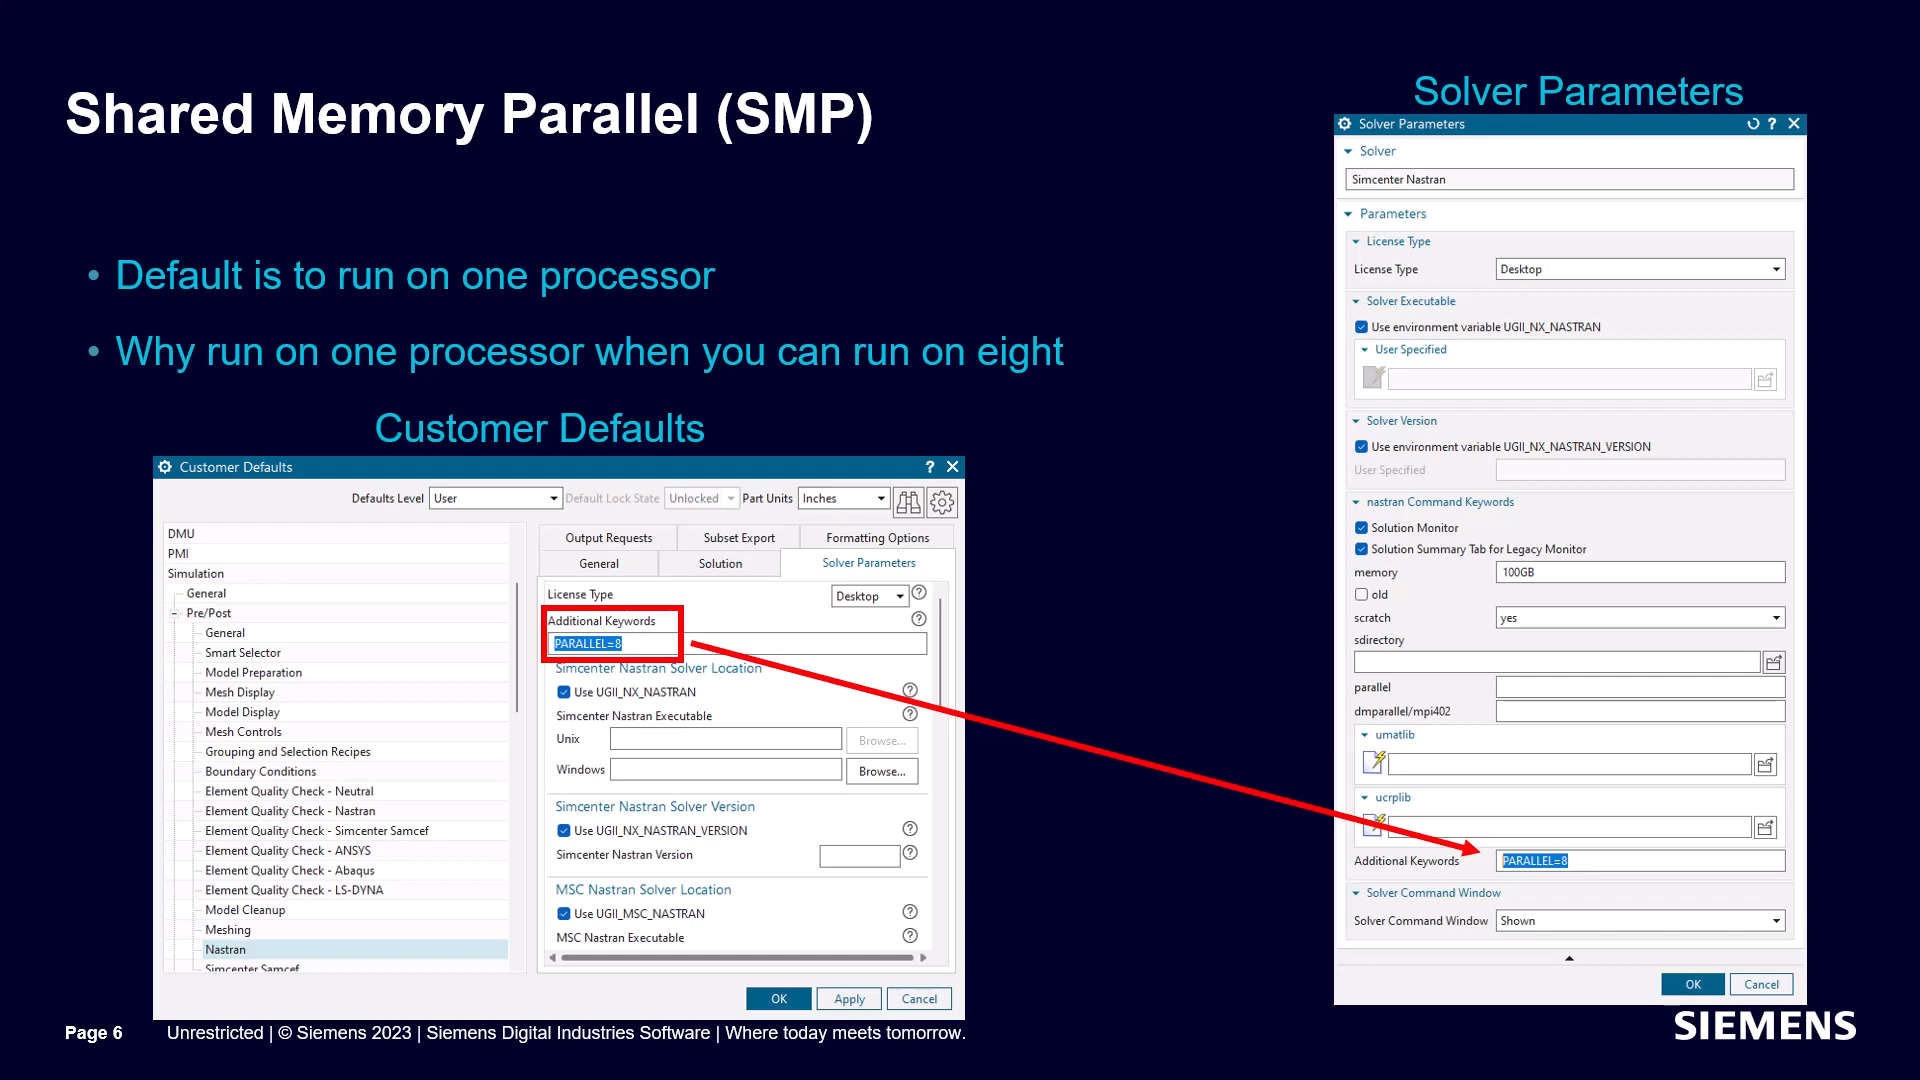 Shared Memory Parallel (SMP)
• Default is to run on one processor
• Why run on one processor when you can run on eight
Customer Defaults
Customer Defaults
Defaults Level User Default Lock State Unlocked Part Units Inches
DMU
PMI
Simulation
General
Pre/Post
General
Smart Selector
Model Preparation
Mesh Display
Model Display
Mesh Controls
Grouping and Selection Recipes
Boundary Conditions
Element Quality Check - Neutral
Element Quality Check - Nastran
Element Quality Check - Simcenter Samcef
Element Quality Check - ANSYS
Element Quality Check - Abaqus
Element Quality Check - LS-DYNA
Model Cleanup
Meshing
Nastran
Simcenter Samcef
Output Requests Subset Export Formatting Options
General Solution Solver Parameters
License Type Desktop
Additional Keywords
PARALLEL=8
Simcenter Nastran Solver Location
Use UGII_NX_NASTRAN
Simcenter Nastran Executable
Unix Browse...
Windows Browse...
Simcenter Nastran Solver Version
Use UGII_NX_NASTRAN_VERSION
Simcenter Nastran Version
MSC Nastran Solver Location
Use UGII_MSC_NASTRAN
MSC Nastran Executable
OK Apply Cancel
Solver Parameters
Solver Parameters
Solver
Simcenter Nastran
Parameters
License Type
License Type Desktop
Solver Executable
Use environment variable UGII_NX_NASTRAN
User Specified
Solver Version
Use environment variable UGII_NX_NASTRAN_VERSION
User Specified
nastran Command Keywords
Solution Monitor
Solution Summary Tab for Legacy Monitor
memory 100GB
old
scratch yes
sdirectory
parallel
dmparallel/mpi402
umatlib
ucrplib
Additional Keywords PARALLEL=8
Solver Command Window
Solver Command Window Shown
OK Cancel
Page 6 Unrestricted | © Siemens 2023 | Siemens Digital Industries Software | Where today meets tomorrow.
SIEMENS